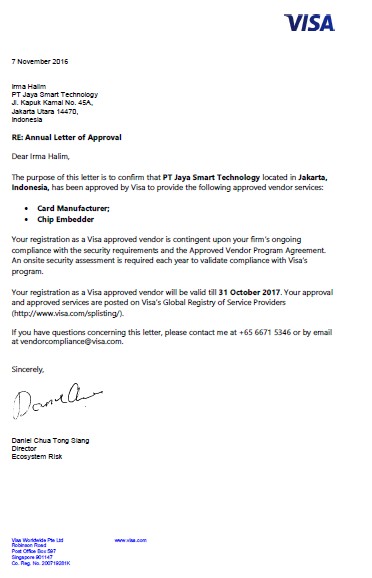 VISA
7 November 2016
Irma Halim
PT Jaya Smart Technology
Jl. Kapuk Kamal No. 45A,
Jakarta Utara 14470,
Indonesia
RE: Annual Letter of Approval
Dear Irma Halim,
The purpose of this letter is to confirm that PT Jaya Smart Technology located in Jakarta,
Indonesia, has been approved by Visa to provide the following approved vendor services:
• Card Manufacturer;
• Chip Embedder
Your registration as a Visa approved vendor is contingent upon your firm's ongoing
compliance with the security requirements and the Approved Vendor Program Agreement.
An onsite security assessment is required each year to validate compliance with Visa's
program.
Your registration as a Visa approved vendor will be valid till 31 October 2017. Your approval
and approved services are posted on Visa's Global Registry of Service Providers
(http://www.visa.com/splisting/).
If you have questions concerning this letter, please contact me at +65 6671 5346 or by email
at vendorcompliance@visa.com.
Sincerely,
Daniel Chua Tong Siang
Director
Ecosystem Risk
Visa Worldwide Pte Ltd www.visa.com
Robinson Road
Post Office Box 597
Singapore 901147
Co. Reg. No. 200719281K